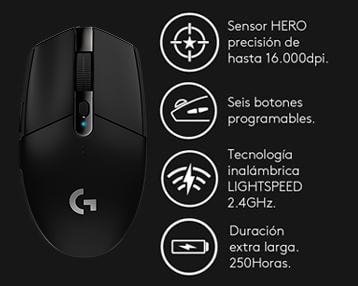 Sensor HERO
precisión de
hasta 16.000dpi.
Seis botones
programables.
Tecnología
inalámbrica
LIGHTSPEED
2.4GHz.
Duración
extra larga.
250Horas.
G